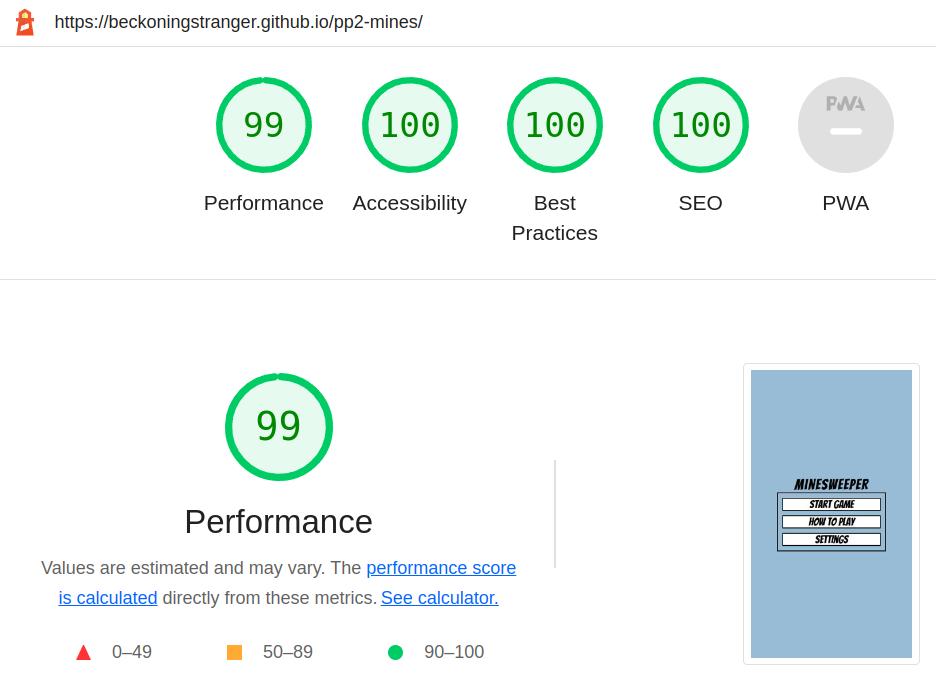 https://beckoningstranger.github.io/pp2-mines/
99
100
100
100
PWA
Performance
Accessibility
Best
Practices
SEO
PWA
99
Performance
Values are estimated and may vary. The performance score
is calculated directly from these metrics. See calculator.
0–49
50–89
90–100
MINESWEEPER
START GAME
HOW TO PLAY
SETTINGS